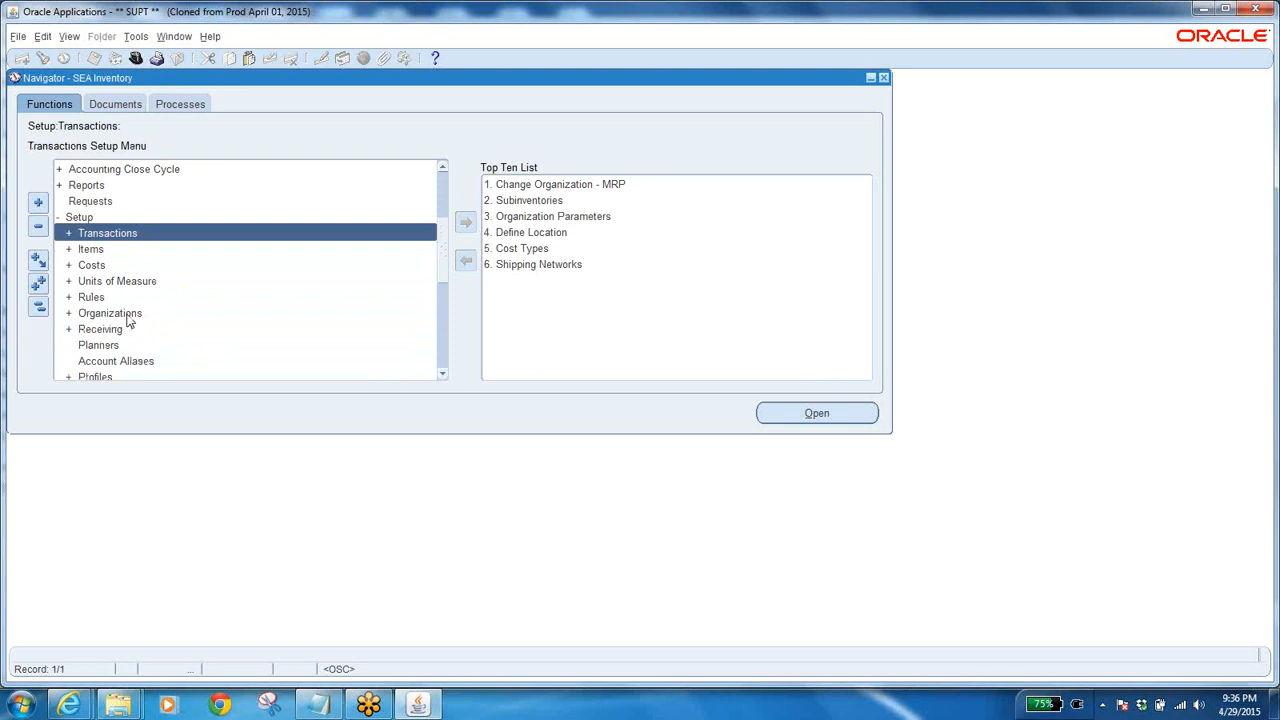 Oracle Applications - ** SUPT ** (Cloned from Prod April 01, 2015)
File Edit View Folder Tools Window Help
ORACLE
Navigator - SEA Inventory
Functions Documents Processes
Setup:Transactions:
Transactions Setup Menu
+ Accounting Close Cycle
+ Reports
Requests
- Setup
+ Transactions
+ Items
+ Costs
+ Units of Measure
+ Rules
+ Organizations
+ Receiving
Planners
Account Aliases
+ Profiles
Top Ten List
1. Change Organization - MRP
2. Subinventories
3. Organization Parameters
4. Define Location
5. Cost Types
6. Shipping Networks
Open
Record: 1/1 ... <OSC>
75%
9:36 PM
4/29/2015